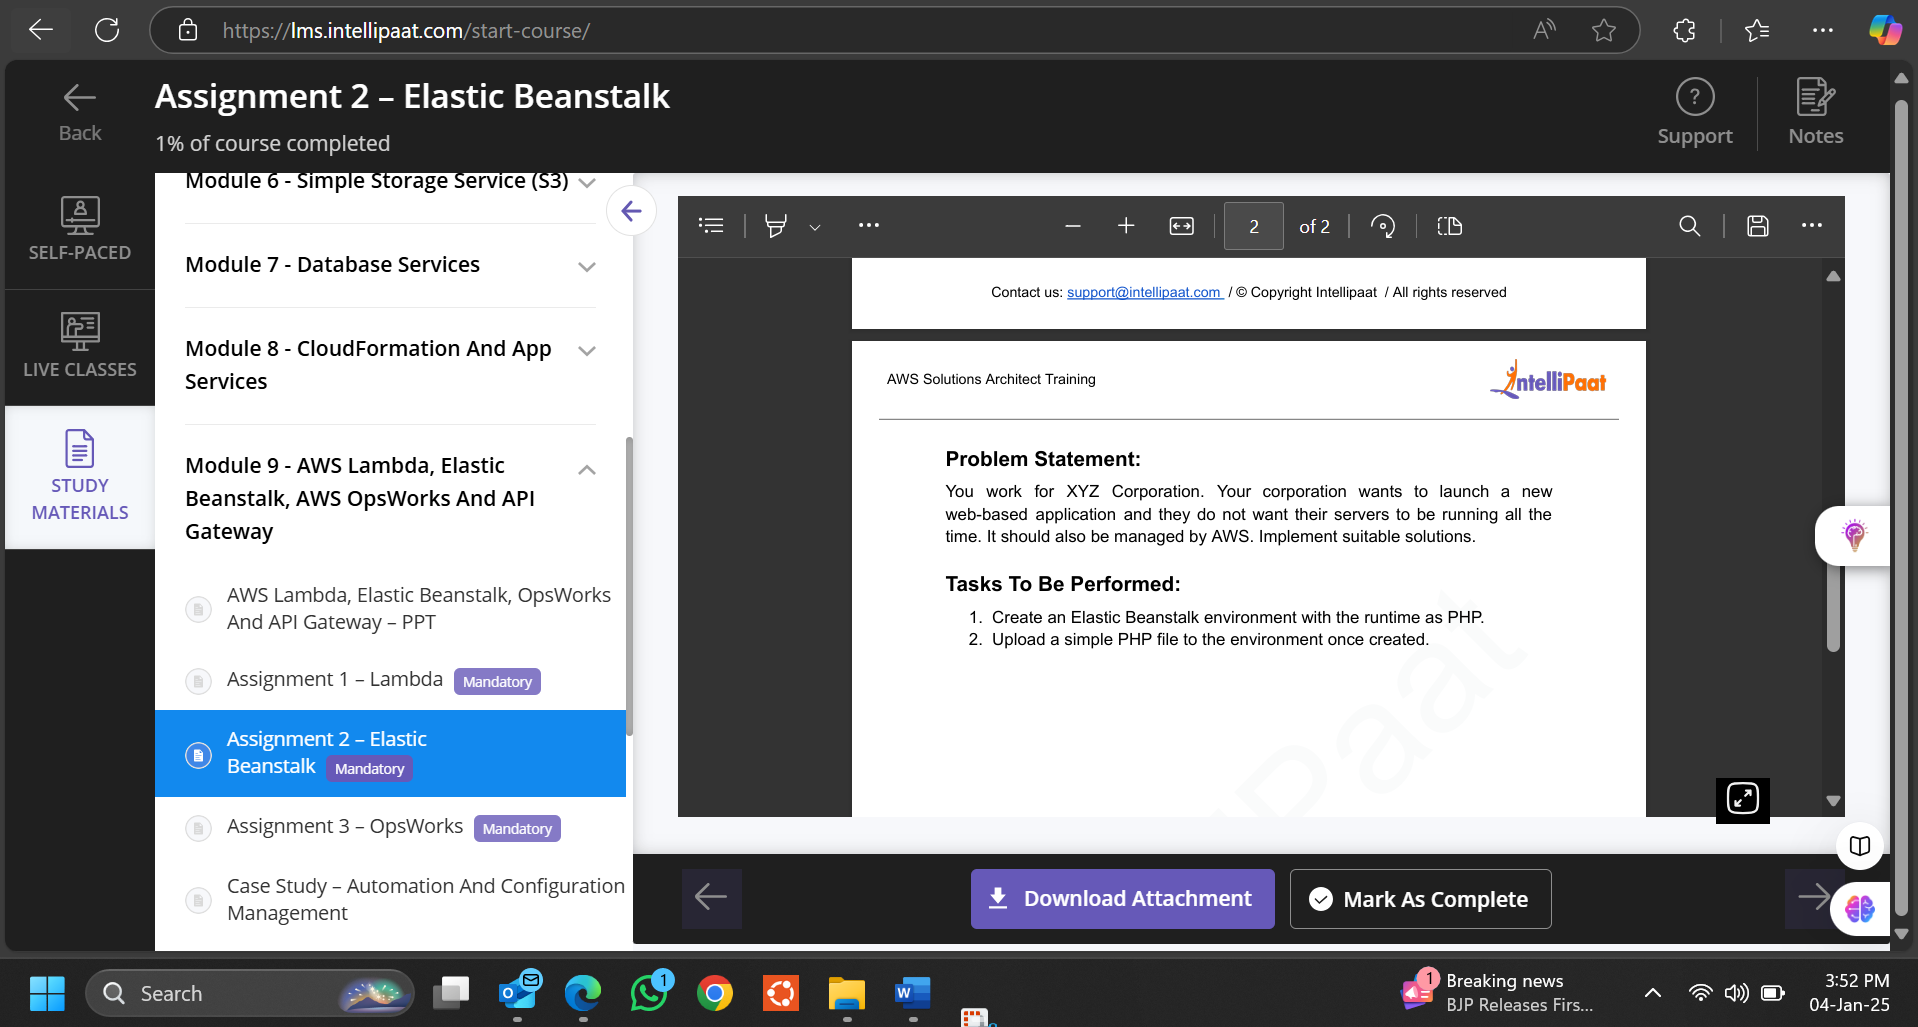 https://lms.intellipaat.com/start-course/
Back
Assignment 2 – Elastic Beanstalk
1% of course completed
Support
Notes
SELF-PACED
LIVE CLASSES
STUDY
MATERIALS
Module 6 - Simple Storage Service (S3)
Module 7 - Database Services
Module 8 - CloudFormation And App
Services
Module 9 - AWS Lambda, Elastic
Beanstalk, AWS OpsWorks And API
Gateway
AWS Lambda, Elastic Beanstalk, OpsWorks
And API Gateway – PPT
Assignment 1 – Lambda Mandatory
Assignment 2 – Elastic
Beanstalk Mandatory
Assignment 3 – OpsWorks Mandatory
Case Study – Automation And Configuration
Management
2 of 2
Contact us: support@intellipaat.com / © Copyright Intellipaat / All rights reserved
AWS Solutions Architect Training
IntelliPaat
Problem Statement:
You work for XYZ Corporation. Your corporation wants to launch a new
web-based application and they do not want their servers to be running all the
time. It should also be managed by AWS. Implement suitable solutions.
Tasks To Be Performed:
1. Create an Elastic Beanstalk environment with the runtime as PHP.
2. Upload a simple PHP file to the environment once created.
Download Attachment
Mark As Complete
Search
1
1
Breaking news
BJP Releases Firs...
3:52 PM
04-Jan-25